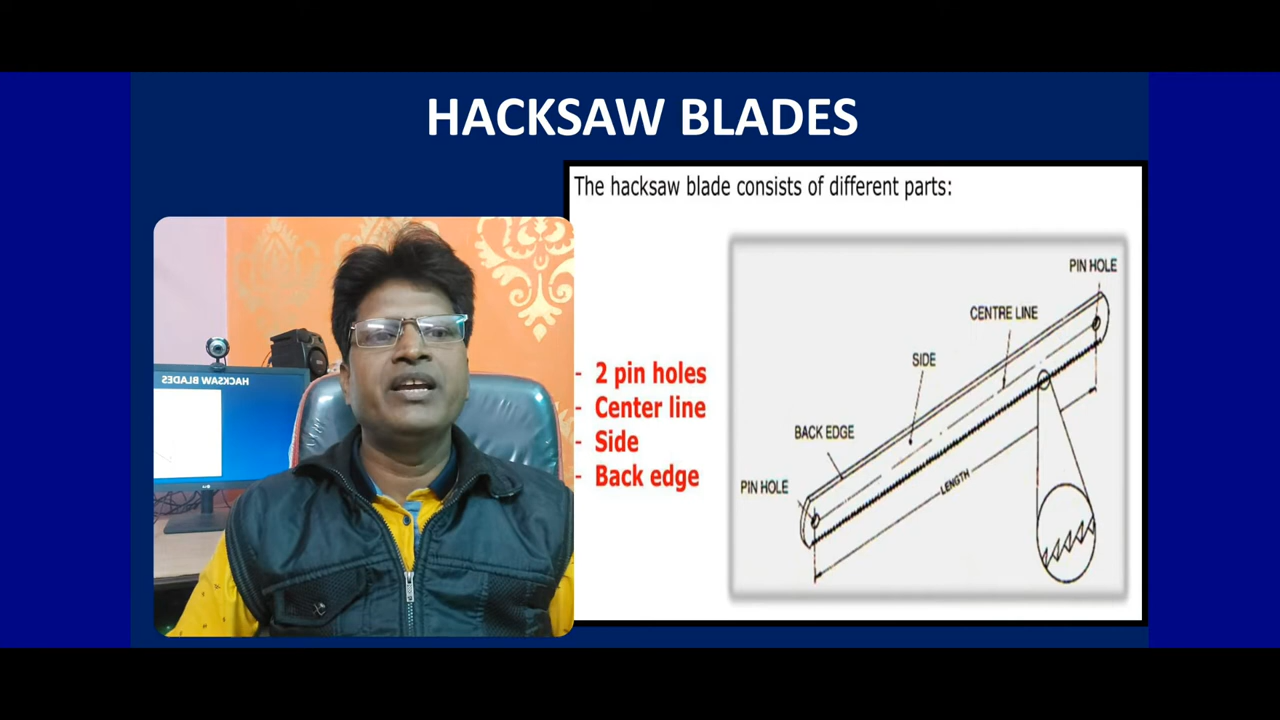 HACKSAW BLADES
The hacksaw blade consists of different parts:
- 2 pin holes
- Center line
- Side
- Back edge
PIN HOLE
CENTRE LINE
SIDE
BACK EDGE
PIN HOLE
LENGTH
HACKSAW BLADES